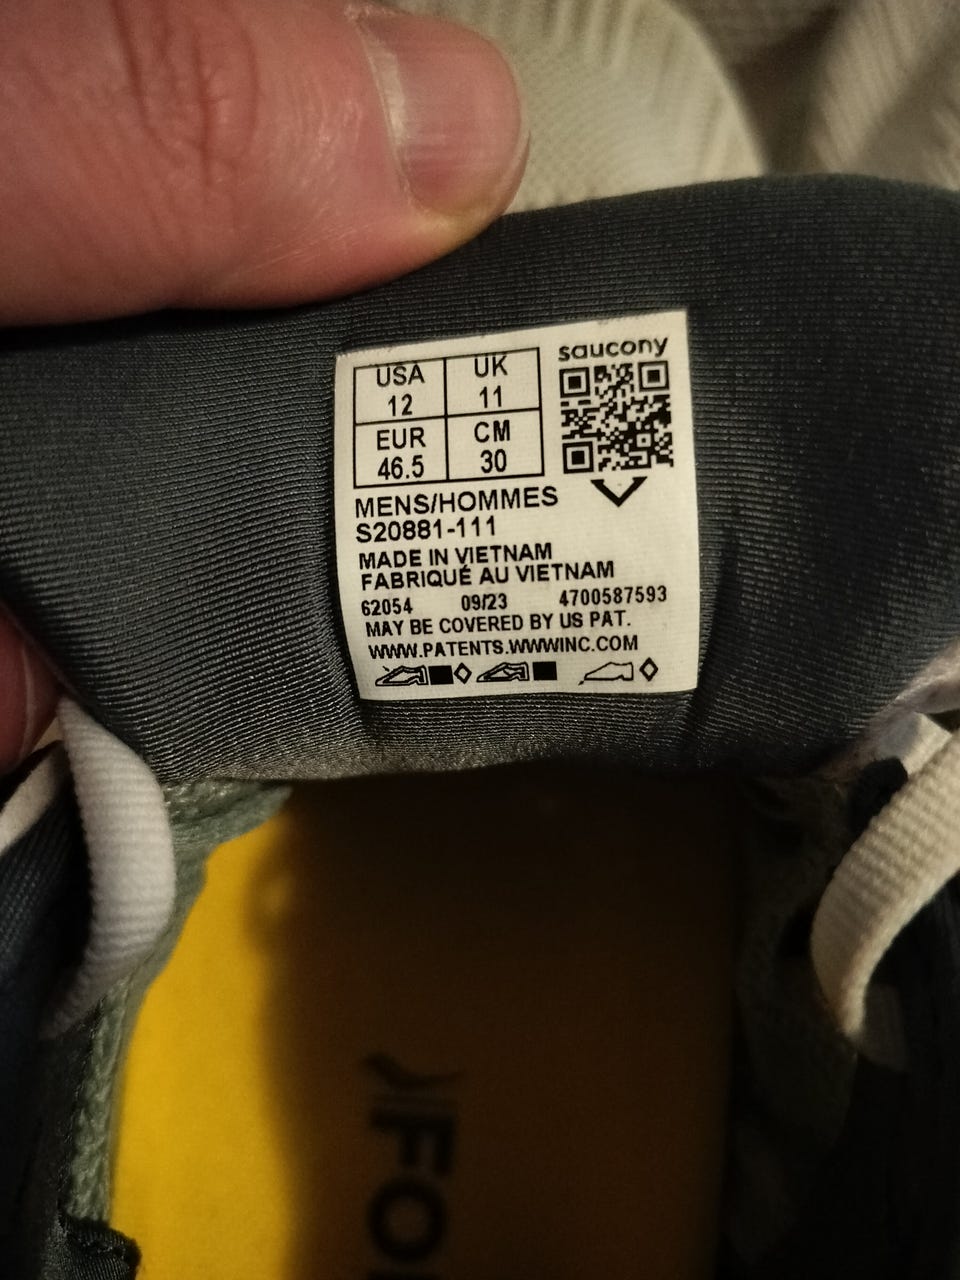 saucony
USA UK
12 11
EUR CM
46.5 30
MENS/HOMMES
S20881-111
MADE IN VIETNAM
FABRIQUÉ AU VIETNAM
62054 09/23 4700587593
MAY BE COVERED BY US PAT.
WWW.PATENTS.WWWINC.COM
FO